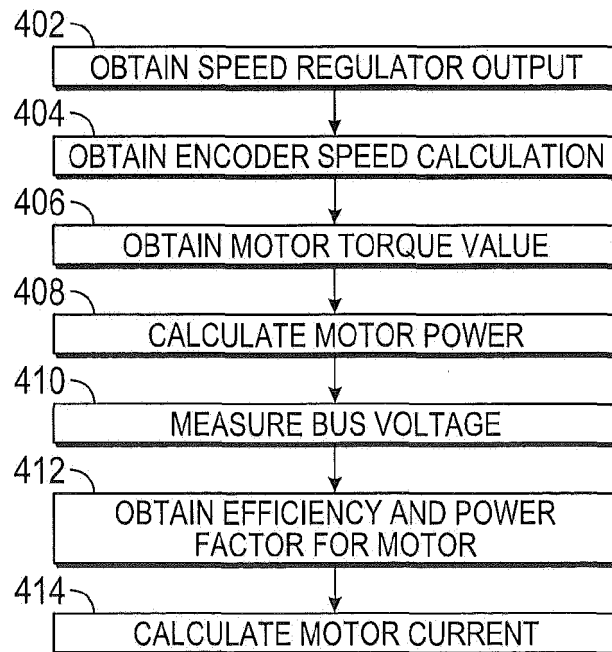 402
OBTAIN SPEED REGULATOR OUTPUT
404
OBTAIN ENCODER SPEED CALCULATION
406
OBTAIN MOTOR TORQUE VALUE
408
CALCULATE MOTOR POWER
410
MEASURE BUS VOLTAGE
412
OBTAIN EFFICIENCY AND POWER
FACTOR FOR MOTOR
414
CALCULATE MOTOR CURRENT